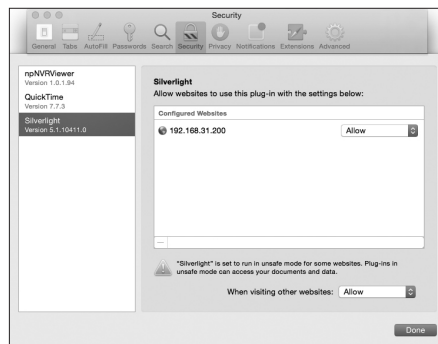 Security
General Tabs AutoFill Passwords Search Security Privacy Notifications Extensions Advanced
npNVRViewer
Version 1.0.1.94
QuickTime
Version 7.7.3
Silverlight
Version 5.1.10411.0
Silverlight
Allow websites to use this plug-in with the settings below:
Configured Websites
192.168.31.200 Allow
"Silverlight" is set to run in unsafe mode for some websites. Plug-ins in
unsafe mode can access your documents and data.
When visiting other websites: Allow
Done